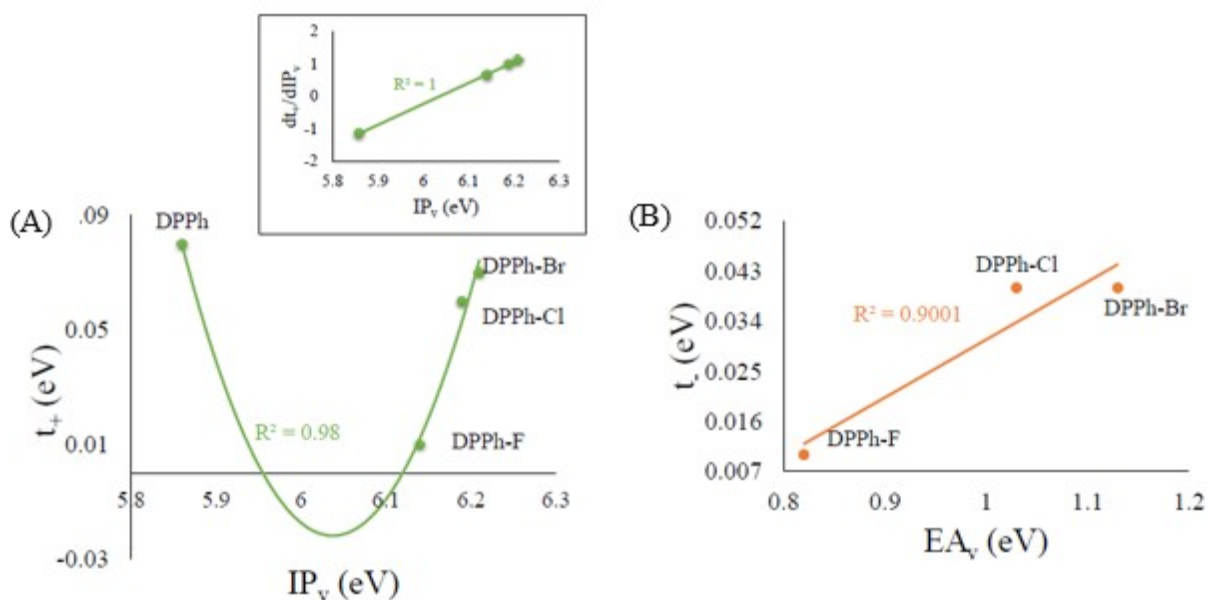 2
1
0
-1
-2
dt₊/dIPᵥ
R² = 1
5.8 5.9 6 6.1 6.2 6.3
IPᵥ (eV)
(A)
.09
0.05
0.01
-0.03
t₊ (eV)
DPPh
DPPh-Br
DPPh-Cl
DPPh-F
R² = 0.98
5.8 5.9 6 6.1 6.2 6.3
IPᵥ (eV)
(B)
0.052
0.043
0.034
0.025
0.016
0.007
t₋ (eV)
DPPh-Cl
DPPh-Br
R² = 0.9001
DPPh-F
0.8 0.9 1 1.1 1.2
EAᵥ (eV)